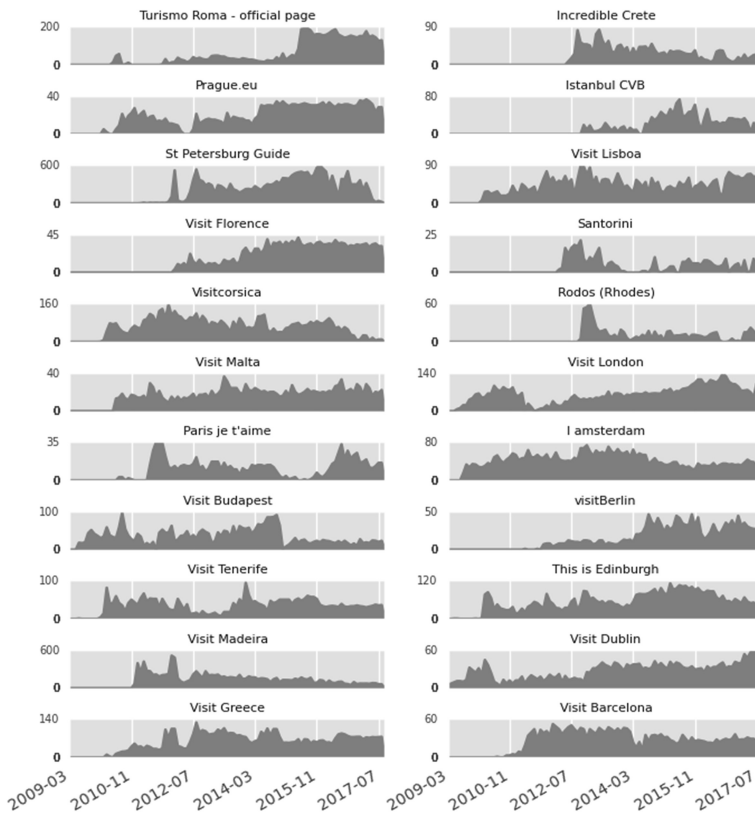 Turismo Roma - official page Incredible Crete
200 0 90 0
Prague.eu Istanbul CVB
40 0 80 0
St Petersburg Guide Visit Lisboa
600 0 90 0
Visit Florence Santorini
45 0 25 0
Visitcorsica Rodos (Rhodes)
160 0 60 0
Visit Malta Visit London
40 0 140 0
Paris je t'aime I amsterdam
35 0 80 0
Visit Budapest visitBerlin
100 0 50 0
Visit Tenerife This is Edinburgh
100 0 120 0
Visit Madeira Visit Dublin
600 0 60 0
Visit Greece Visit Barcelona
140 0 60 0
2009-03 2010-11 2012-07 2014-03 2015-11 2017-07 2009-03 2010-11 2012-07 2014-03 2015-11 2017-07